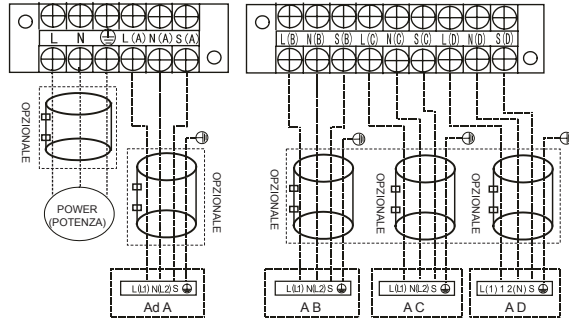 L N L(A) N(A) S(A)
L(B) N(B) S(B) L(C) N(C) S(C) L(D) N(D) S(D)
OPZIONALE
OPZIONALE
OPZIONALE
OPZIONALE
OPZIONALE
POWER
(POTENZA)
L(L1) N(L2) S
Ad A
L(L1) N(L2) S
A B
L(L1) N(L2) S
A C
L(1) 1 2(N) S
A D